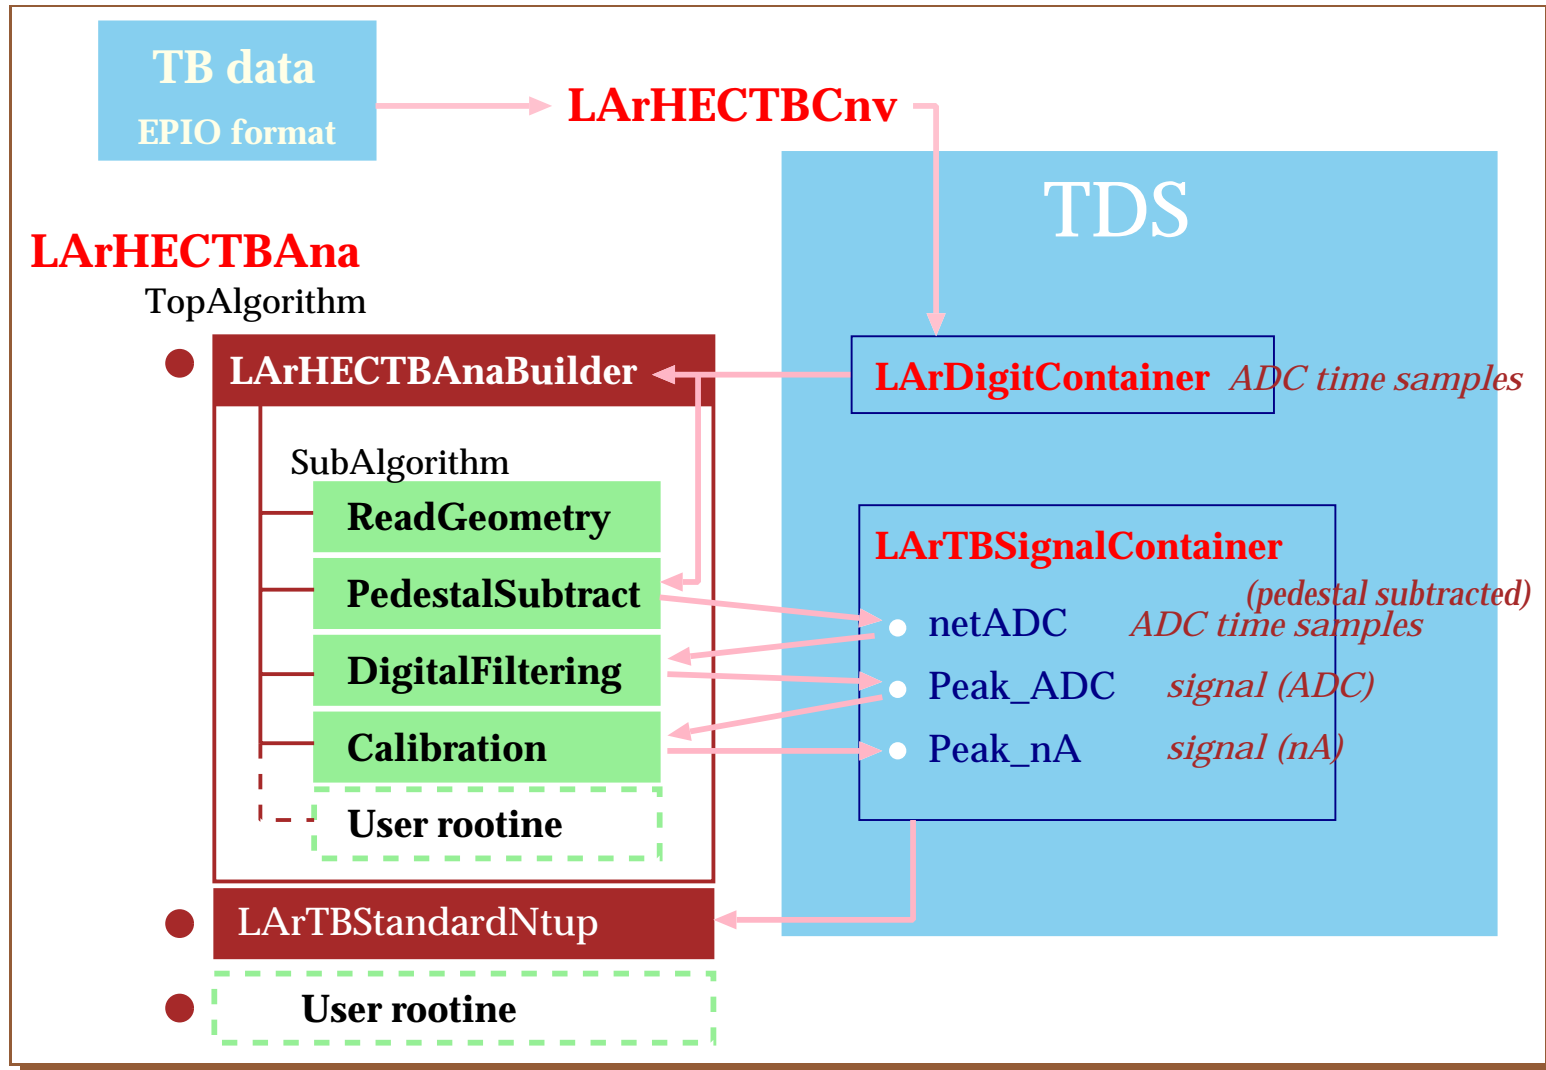 TB data
EPIO format
LArHECTBCnv
TDS
LArHECTBAna
TopAlgorithm
LArHECTBAnaBuilder
LArDigitContainer ADC time samples
SubAlgorithm
ReadGeometry
LArTBSignalContainer
PedestalSubtract
(pedestal subtracted)
netADC ADC time samples
DigitalFiltering
Peak_ADC signal (ADC)
Calibration
Peak_nA signal (nA)
User rootine
LArTBStandardNtup
User rootine